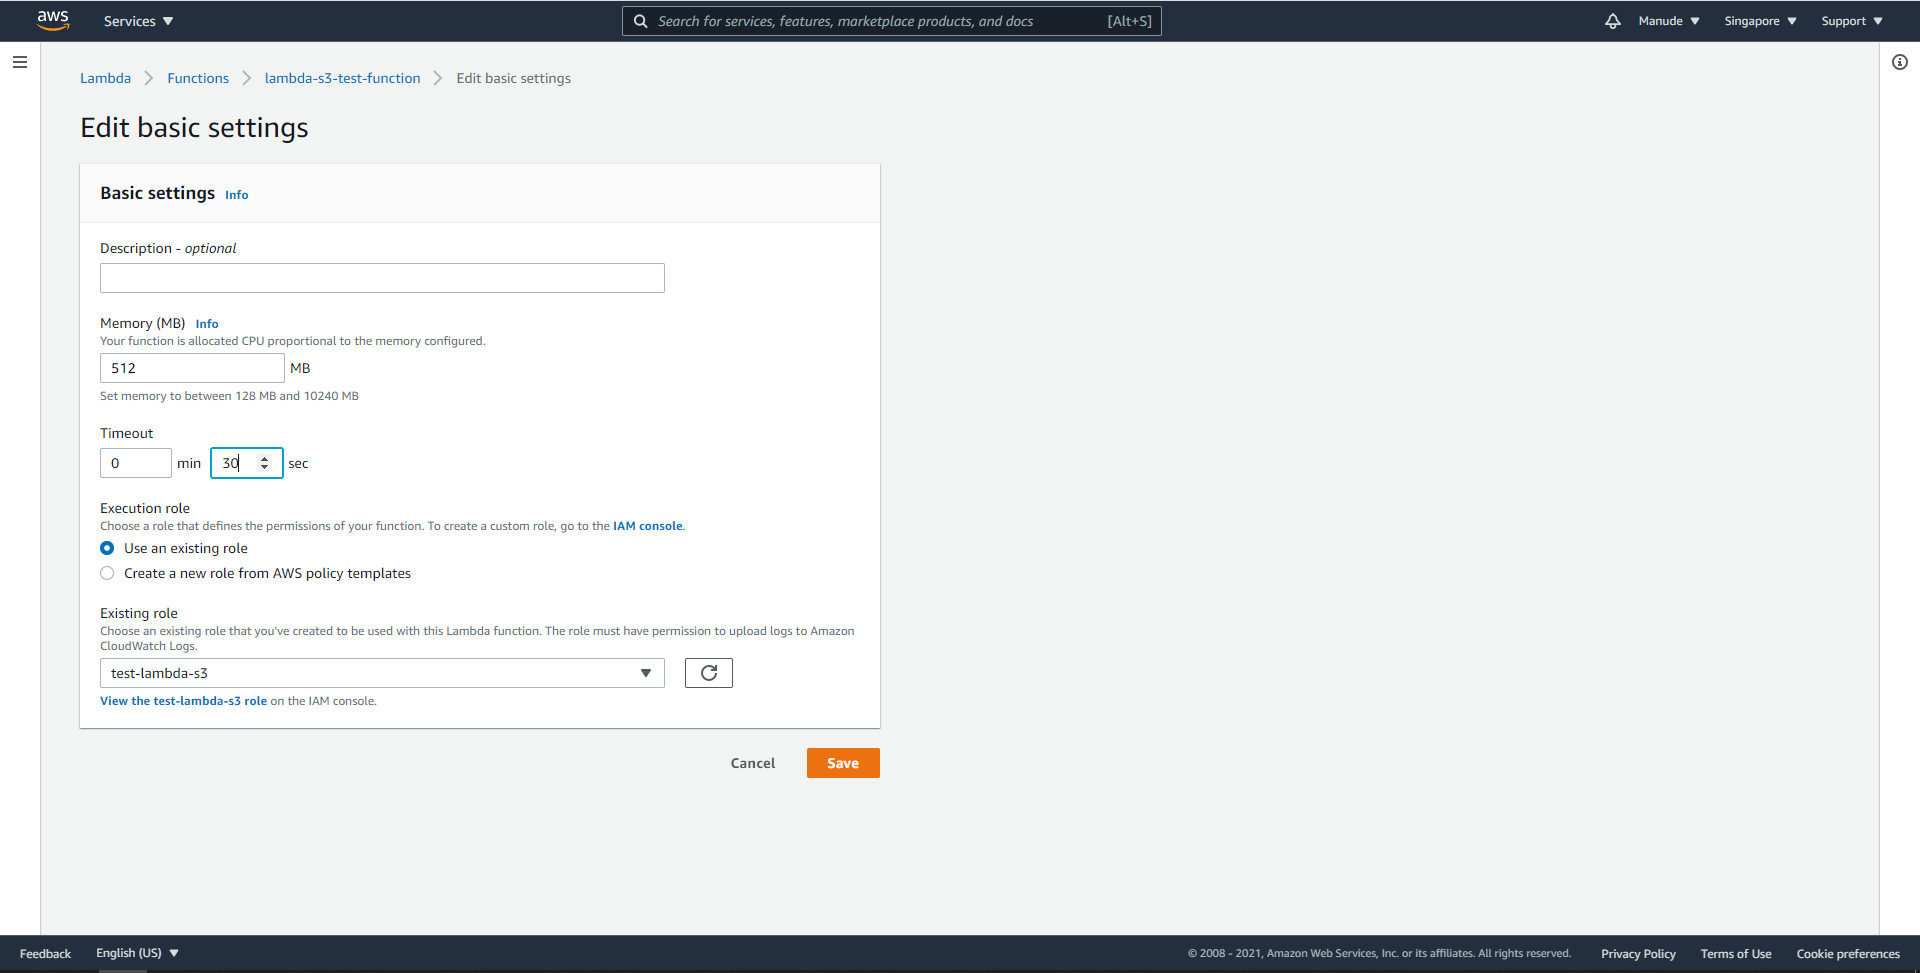 aws Services Search for services, features, marketplace products, and docs [Alt+S] Manude Singapore Support
Lambda Functions lambda-s3-test-function Edit basic settings
Edit basic settings
Basic settings Info
Description - optional
Memory (MB) Info
Your function is allocated CPU proportional to the memory configured.
512 MB
Set memory to between 128 MB and 10240 MB
Timeout
0 min 30 sec
Execution role
Choose a role that defines the permissions of your function. To create a custom role, go to the IAM console.
Use an existing role
Create a new role from AWS policy templates
Existing role
Choose an existing role that you've created to be used with this Lambda function. The role must have permission to upload logs to Amazon
CloudWatch Logs.
test-lambda-s3
View the test-lambda-s3 role on the IAM console.
Cancel Save
Feedback English (US) © 2008 - 2021, Amazon Web Services, Inc. or its affiliates. All rights reserved. Privacy Policy Terms of Use Cookie preferences